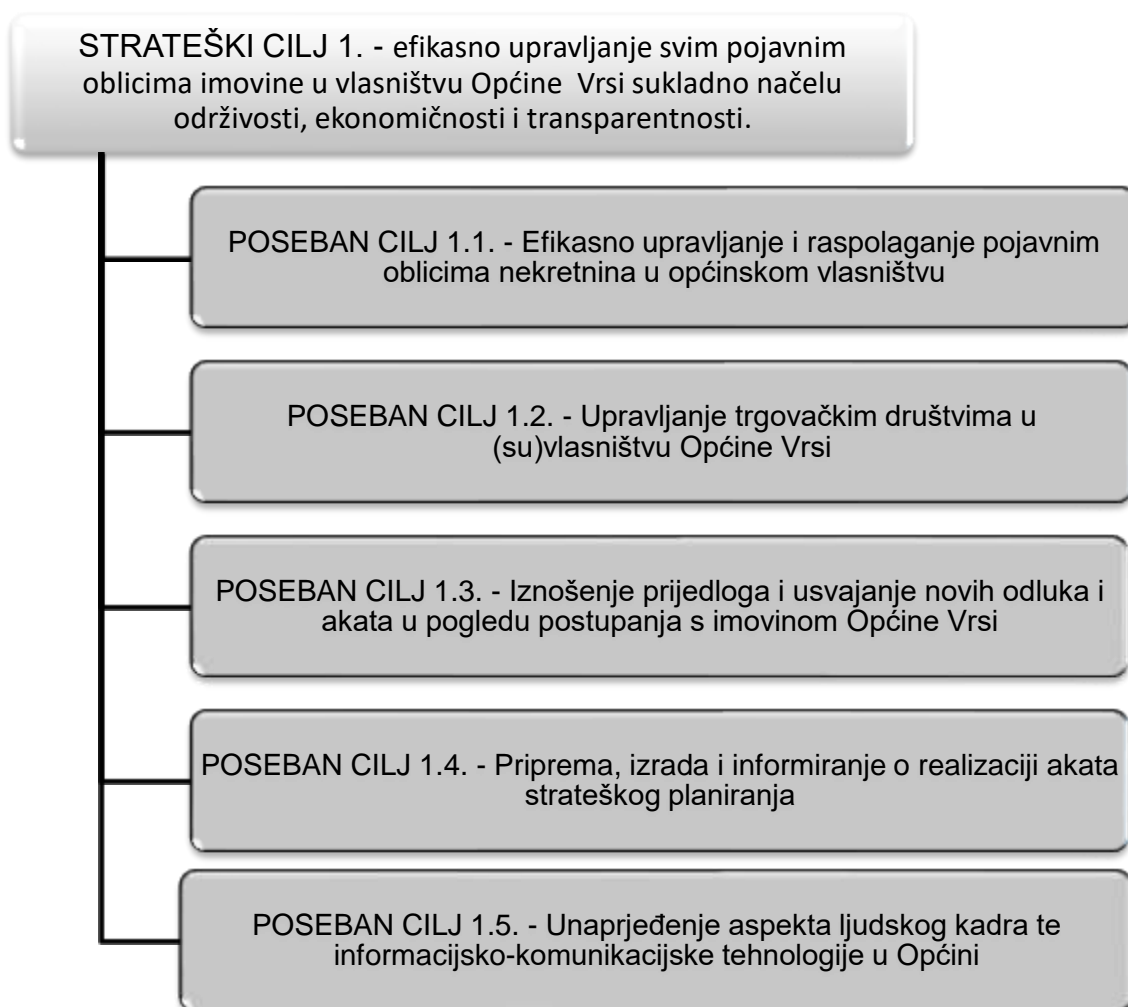 STRATEŠKI CILJ 1. - efikasno upravljanje svim pojavnim
oblicima imovine u vlasništvu Općine Vrsi sukladno načelu
održivosti, ekonomičnosti i transparentnosti.
POSEBAN CILJ 1.1. - Efikasno upravljanje i raspolaganje pojavnim
oblicima nekretnina u općinskom vlasništvu
POSEBAN CILJ 1.2. - Upravljanje trgovačkim društvima u
(su)vlasništvu Općine Vrsi
POSEBAN CILJ 1.3. - Iznošenje prijedloga i usvajanje novih odluka i
akata u pogledu postupanja s imovinom Općine Vrsi
POSEBAN CILJ 1.4. - Priprema, izrada i informiranje o realizaciji akata
strateškog planiranja
POSEBAN CILJ 1.5. - Unaprjeđenje aspekta ljudskog kadra te
informacijsko-komunikacijske tehnologije u Općini